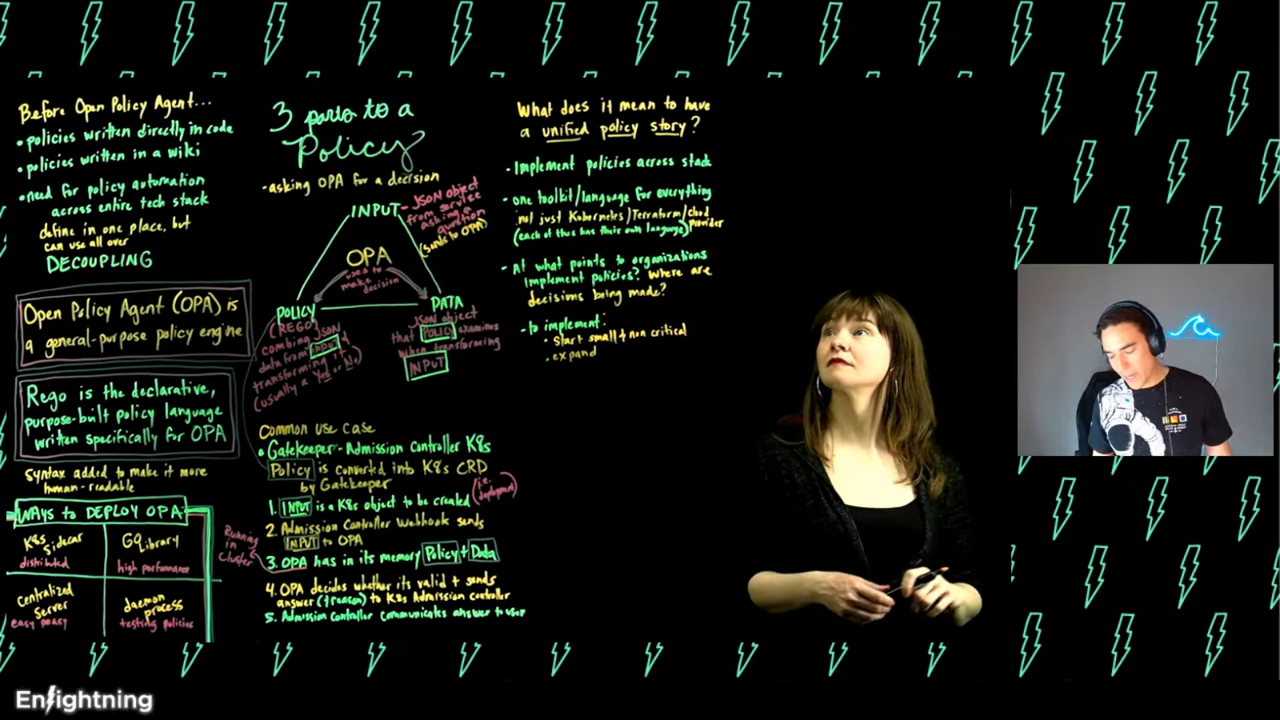 Before Open Policy Agent...
• policies written directly in code
• policies written in a wiki
• need for policy automation
across entire tech stack
define in one place, but
can use all over
DECOUPLING
Open Policy Agent (OPA) is
a general-purpose policy engine
Rego is the declarative,
purpose-built policy language
written specifically for OPA
Syntax added to make it more
human-readable
WAYS to DEPLOY OPA:
K8s
Sidecar
distributed
GO Library
high performance
Centralized
Server
easy peasy
daemon
process
testing policies
3 parts to a
Policy
- asking OPA for a decision
INPUT - JSON object
from service
asking a
question
(sends to OPA)
OPA
uses to
make
decision
POLICY
(REGO)
combing JSON
data from INPUT &
transforming it
(usually a Yes or No)
DATA
JSON object
that POLICY examines
when transforming
INPUT
Common use case
• Gatekeeper - Admission Controller K8s
Policy is converted into K8s CRD
by Gatekeeper
1. INPUT is a K8s object to be created (i.e. deployment)
2. Admission Controller Webhook sends
INPUT to OPA
Running
in
Cluster
3. OPA has in its memory Policy + Data
4. OPA decides whether its valid + sends
answer (+reason) to K8s Admission Controller
5. Admission Controller communicates answer to user
What does it mean to have
a unified policy story?
- Implement policies across stack
- one toolkit/language for everything
not just Kubernetes/Terraform/cloud provider
(each of thus has their own language)
- At what points to organizations
implement policies? Where are
decisions being made?
- to implement:
• Start small + non critical
• expand
Enlightning